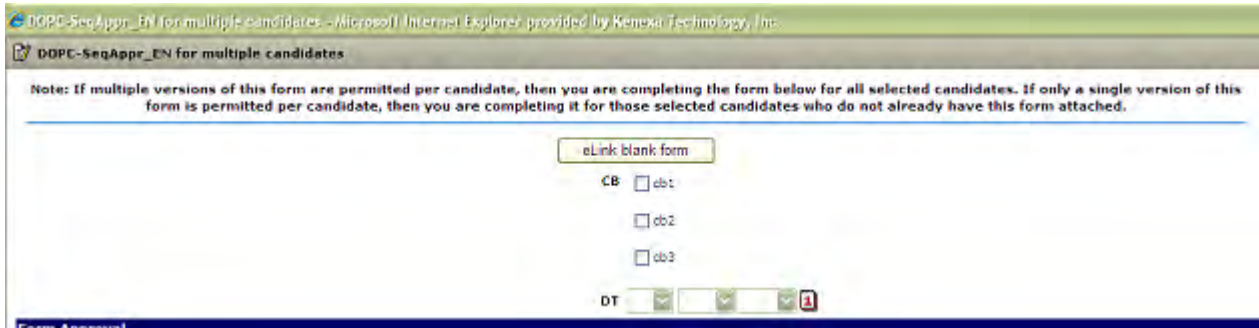 DOPC-SeqAppr_EN for multiple candidates - Microsoft Internet Explorer provided by Kenexa Technology, Inc.
DOPC-SeqAppr_EN for multiple candidates
Note: If multiple versions of this form are permitted per candidate, then you are completing the form below for all selected candidates. If only a single version of this
form is permitted per candidate, then you are completing it for those selected candidates who do not already have this form attached.
eLink blank form
CB cb1
cb2
cb3
DT 1
Form Approval